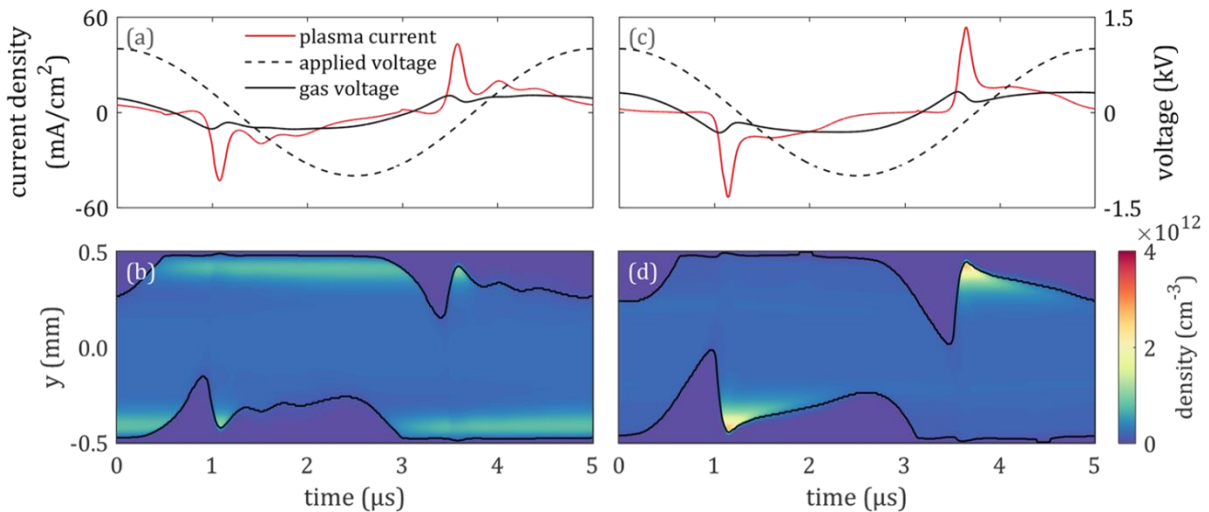 current density
(mA/cm²)
60
0
-60
(a)
plasma current
applied voltage
gas voltage
(c)
1.5
0
-1.5
voltage (kV)
y (mm)
0.5
0.0
-0.5
(b)
0 1 2 3 4 5
time (µs)
(d)
0 1 2 3 4 5
time (µs)
×10¹²
4
2
0
density (cm⁻³)